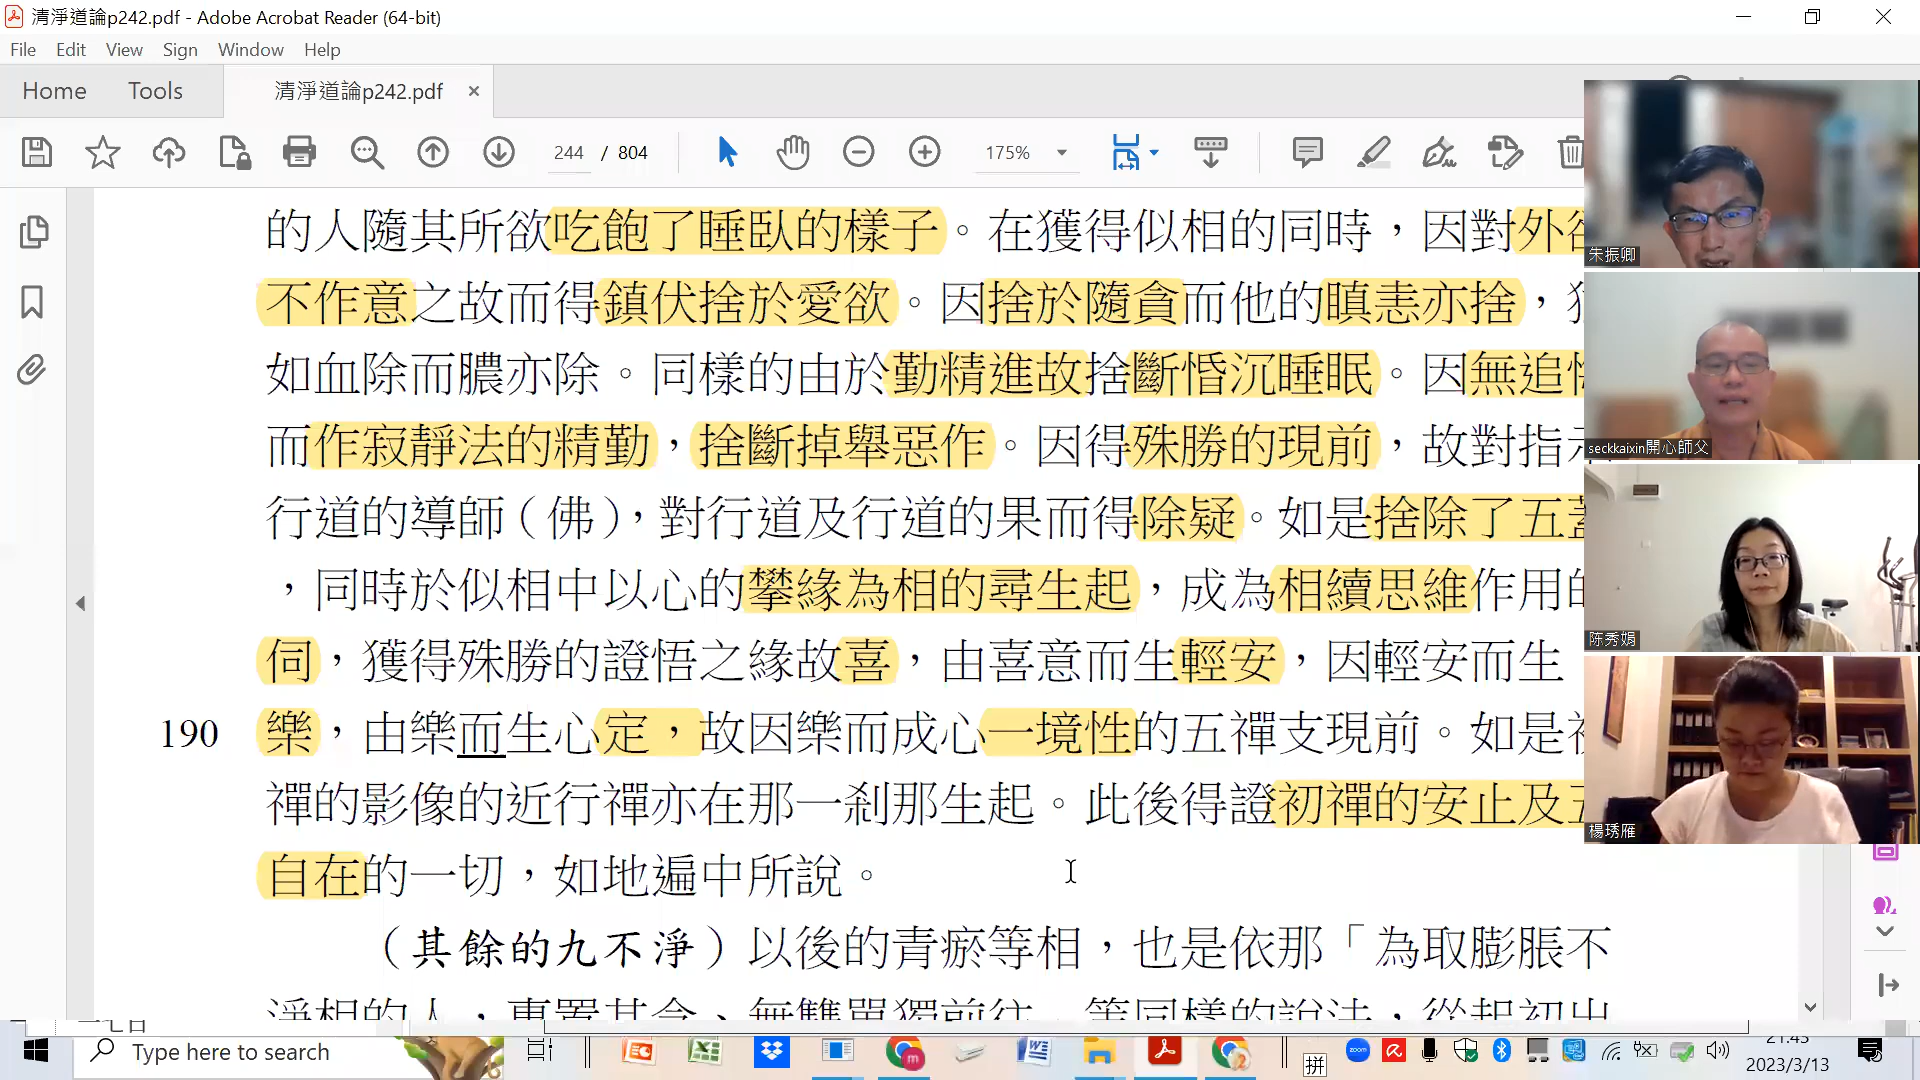 清淨道論p242.pdf - Adobe Acrobat Reader (64-bit)
File Edit View Sign Window Help
Home Tools 清淨道論p242.pdf ×
244 / 804 175%
的人隨其所欲吃飽了睡臥的樣子。在獲得似相的同時，因對外
不作意之故而得鎮伏捨於愛欲。因捨於隨貪而他的瞋恚亦捨，
如血除而膿亦除。同樣的由於勤精進故捨斷惛沉睡眠。因無追
而作寂靜法的精勤，捨斷掉舉惡作。因得殊勝的現前，故對指
行道的導師（佛），對行道及行道的果而得除疑。如是捨除了五
，同時於似相中以心的攀緣為相的尋生起，成為相續思維作用
伺，獲得殊勝的證悟之緣故喜，由喜意而生輕安，因輕安而生
190 樂，由樂而生心定，故因樂而成心一境性的五禪支現前。如是
禪的影像的近行禪亦在那一剎那生起。此後得證初禪的安止及
自在的一切，如地遍中所說。
（其餘的九不淨）以後的青瘀等相，也是依那「為取膨脹不
朱振卿
seckkaixin開心師父
陈秀娟
楊琇雁
Type here to search
zoom
拼
21:43
2023/3/13